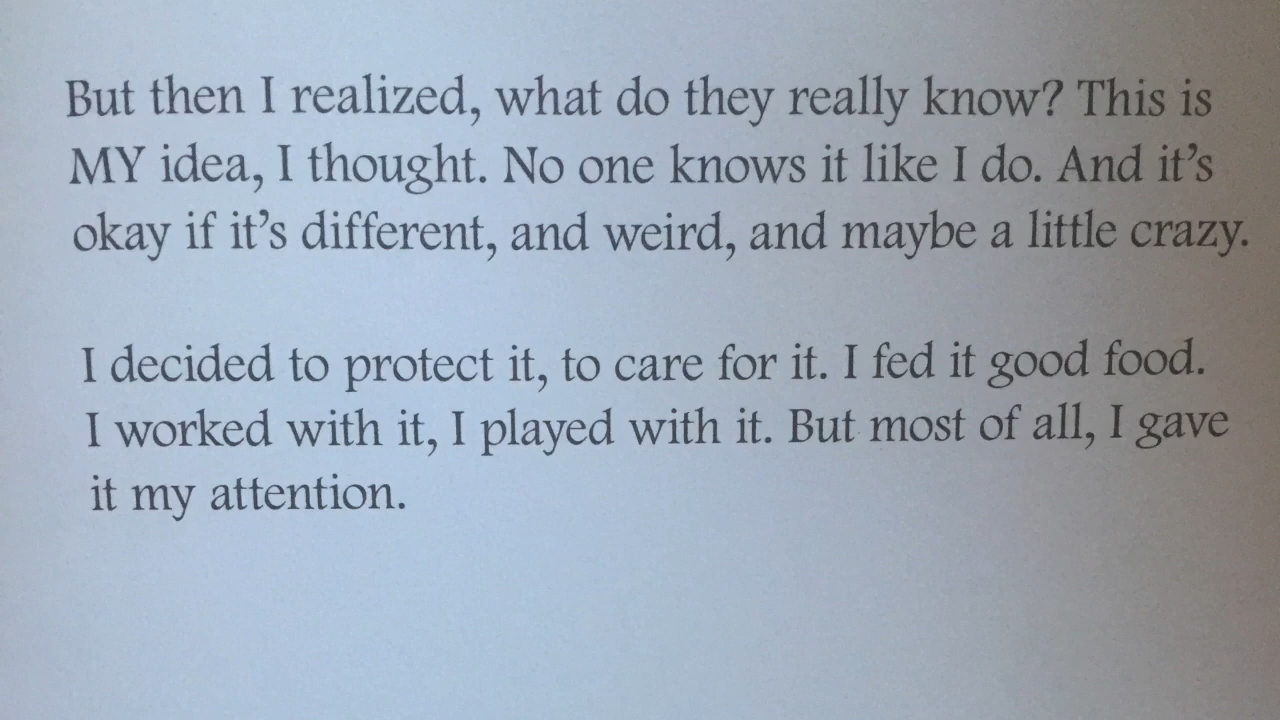 But then I realized, what do they really know? This is
MY idea, I thought. No one knows it like I do. And it’s
okay if it’s different, and weird, and maybe a little crazy.
I decided to protect it, to care for it. I fed it good food.
I worked with it, I played with it. But most of all, I gave
it my attention.